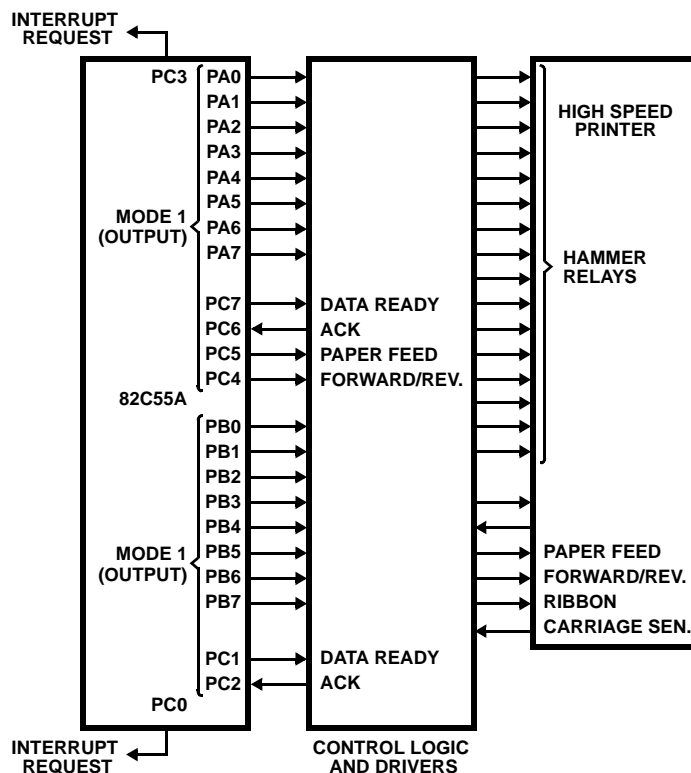 INTERRUPT
REQUEST
PC3
PA0
PA1
PA2
PA3
PA4
PA5
PA6
PA7
MODE 1
(OUTPUT)
PC7
PC6
PC5
PC4
82C55A
PB0
PB1
PB2
PB3
PB4
PB5
PB6
PB7
MODE 1
(OUTPUT)
PC1
PC2
PC0
INTERRUPT
REQUEST
DATA READY
ACK
PAPER FEED
FORWARD/REV.
DATA READY
ACK
CONTROL LOGIC
AND DRIVERS
HIGH SPEED
PRINTER
HAMMER
RELAYS
PAPER FEED
FORWARD/REV.
RIBBON
CARRIAGE SEN.